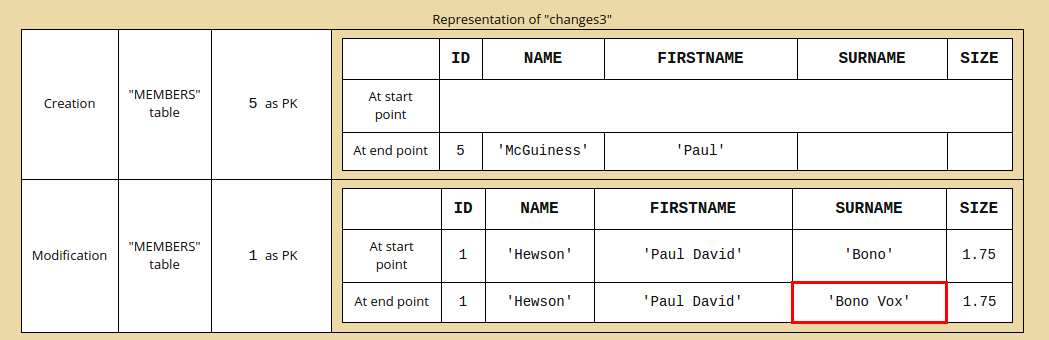 Representation of "changes3"
Creation
"MEMBERS"
table
5 as PK
ID NAME FIRSTNAME SURNAME SIZE
At start
point
At end point 5 'McGuiness' 'Paul'
Modification
"MEMBERS"
table
1 as PK
ID NAME FIRSTNAME SURNAME SIZE
At start
point
1 'Hewson' 'Paul David' 'Bono' 1.75
At end point 1 'Hewson' 'Paul David' 'Bono Vox' 1.75